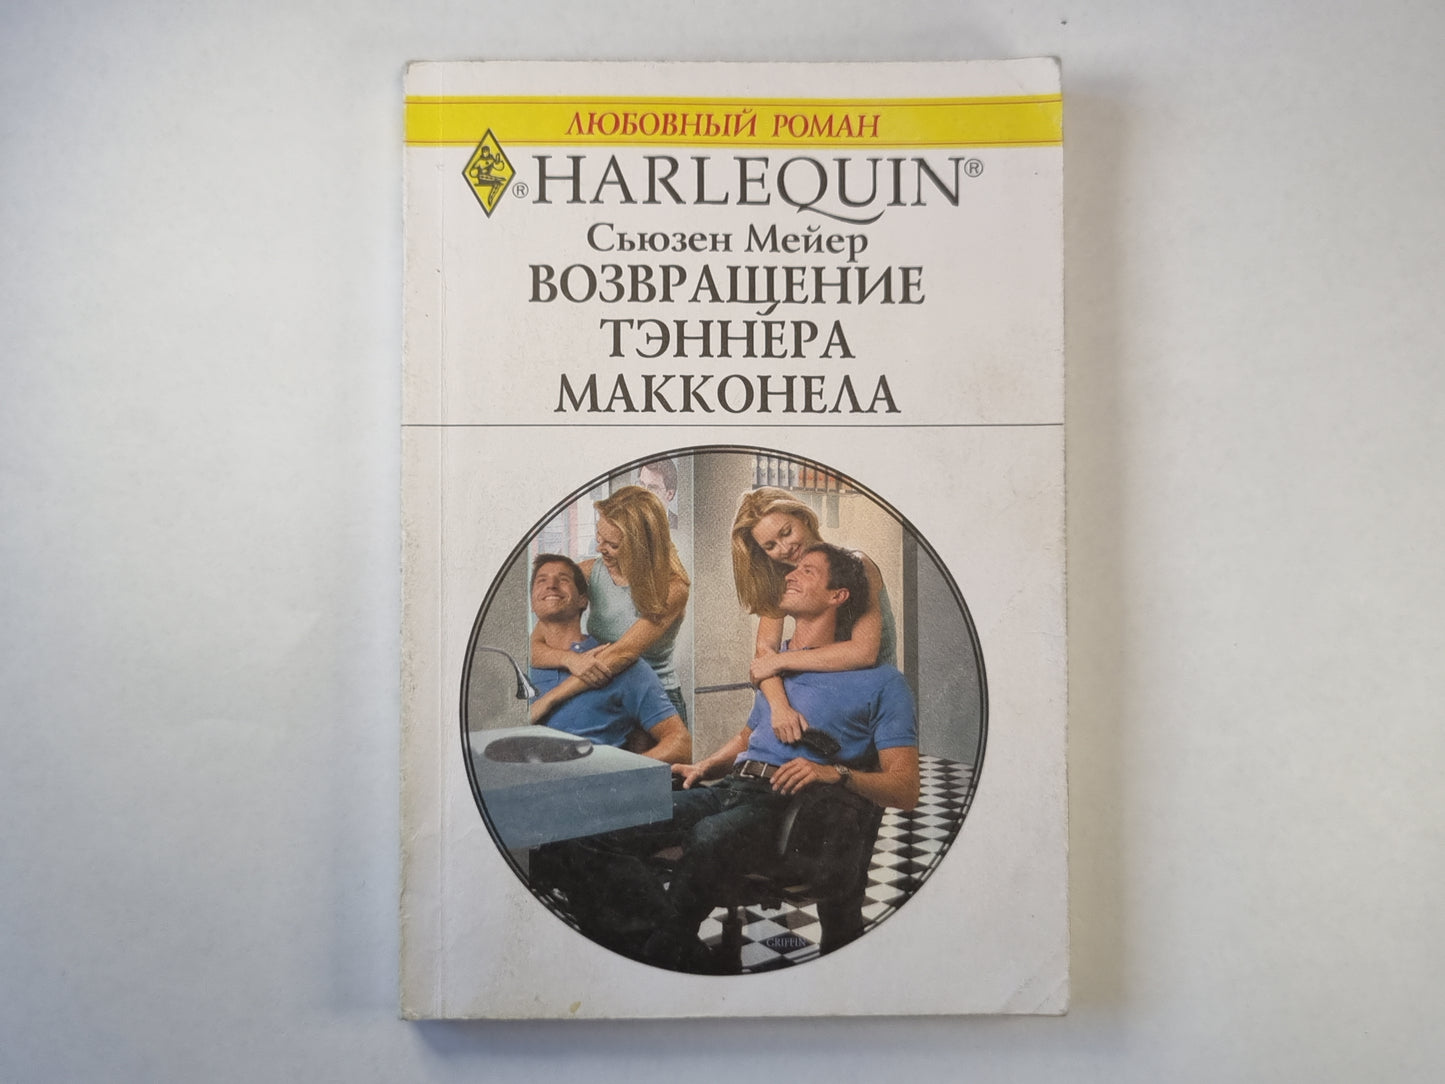 ЛЮБОВНЫЙ РОМАН
® HARLEQUIN®
Сьюзен Мейер
ВОЗВРАЩЕНИЕ
ТЭННЕРА
МАККОНЕЛА
GRIFFIN